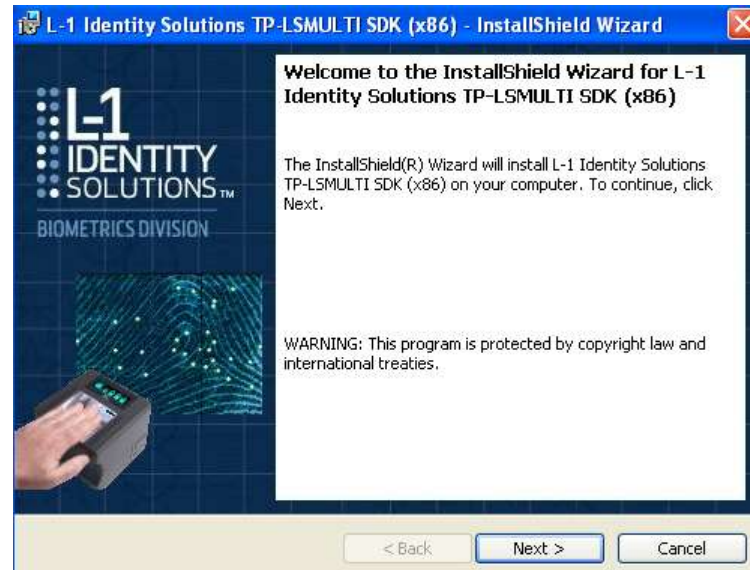 L-1 Identity Solutions TP-LSMULTI SDK (x86) - InstallShield Wizard
L-1
IDENTITY
SOLUTIONS™
BIOMETRICS DIVISION
Welcome to the InstallShield Wizard for L-1
Identity Solutions TP-LSMULTI SDK (x86)
The InstallShield(R) Wizard will install L-1 Identity Solutions
TP-LSMULTI SDK (x86) on your computer. To continue, click
Next.
WARNING: This program is protected by copyright law and
international treaties.
< Back
Next >
Cancel